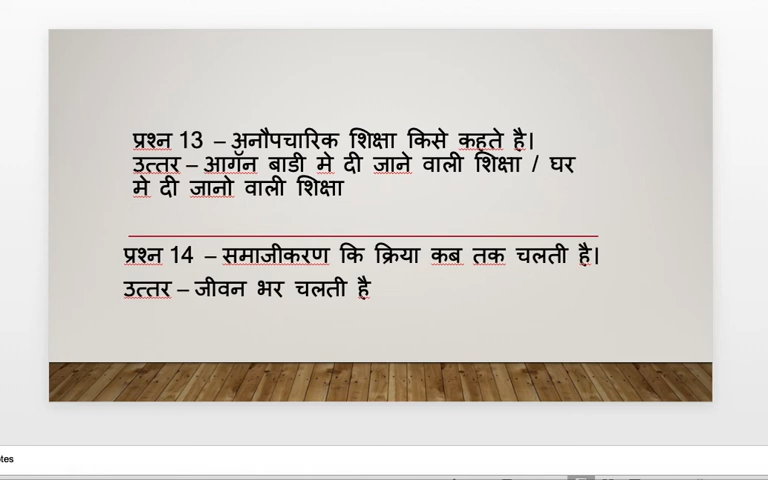 प्रश्न 13 – अनौपचारिक शिक्षा किसे कहते है।
उत्तर – आगॅन बाडी मे दी जाने वाली शिक्षा / घर
मे दी जानो वाली शिक्षा
प्रश्न 14 – समाजीकरण कि क्रिया कब तक चलती है।
उत्तर – जीवन भर चलती है
otes